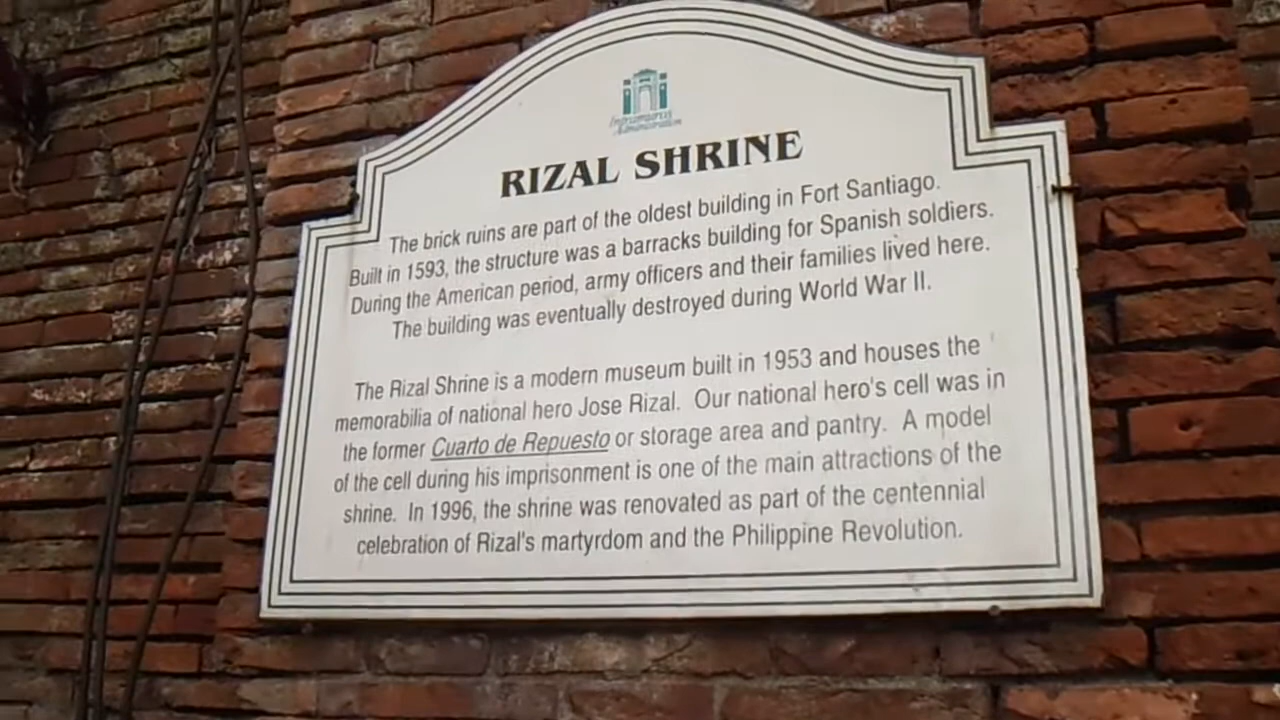 Intramuros
Administration
RIZAL SHRINE
The brick ruins are part of the oldest building in Fort Santiago.
Built in 1593, the structure was a barracks building for Spanish soldiers.
During the American period, army officers and their families lived here.
The building was eventually destroyed during World War II.
The Rizal Shrine is a modern museum built in 1953 and houses the
memorabilia of national hero Jose Rizal. Our national hero's cell was in
the former Cuarto de Repuesto or storage area and pantry. A model
of the cell during his imprisonment is one of the main attractions of the
shrine. In 1996, the shrine was renovated as part of the centennial
celebration of Rizal's martyrdom and the Philippine Revolution.